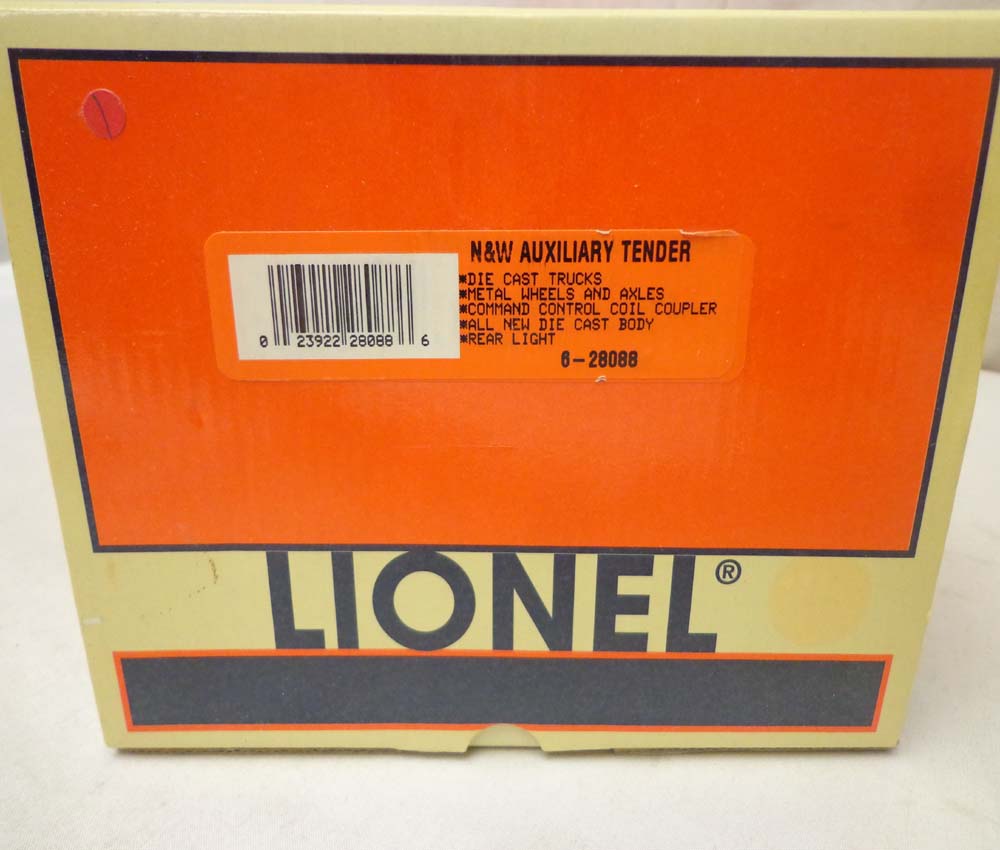 N&W AUXILIARY TENDER
*DIE CAST TRUCKS
*METAL WHEELS AND AXLES
*COMMAND CONTROL COIL COUPLER
*ALL NEW DIE CAST BODY
*REAR LIGHT
6-28088
0 23922 28088 6
LIONEL®